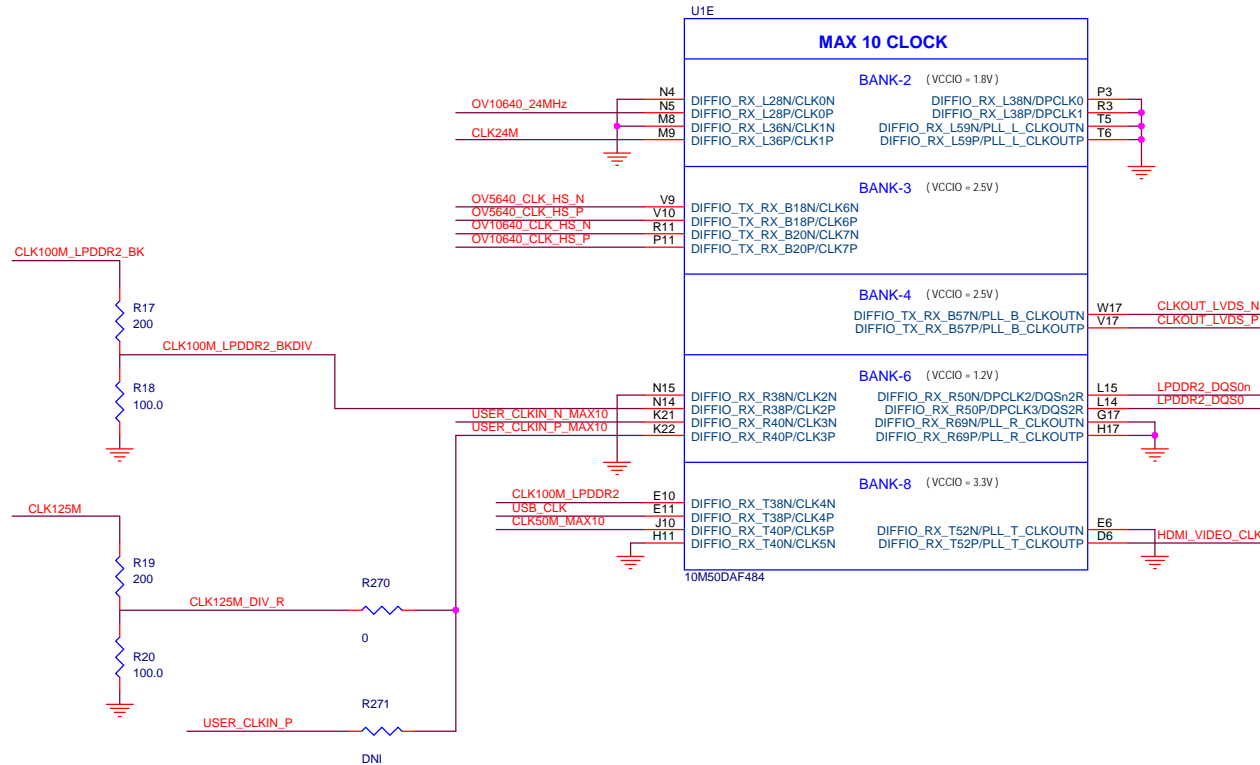 U1E
MAX 10 CLOCK
BANK-2 (VCCIO = 1.8V)
OV10640_24MHz
CLK24M
N4 DIFFIO_RX_L28N/CLK0N
N5 DIFFIO_RX_L28P/CLK0P
M8 DIFFIO_RX_L36N/CLK1N
M9 DIFFIO_RX_L36P/CLK1P
DIFFIO_RX_L38N/DPCLK0 P3
DIFFIO_RX_L38P/DPCLK1 R3
DIFFIO_RX_L59N/PLL_L_CLKOUTN T5
DIFFIO_RX_L59P/PLL_L_CLKOUTP T6
BANK-3 (VCCIO = 2.5V)
OV5640_CLK_HS_N V9 DIFFIO_TX_RX_B18N/CLK6N
OV5640_CLK_HS_P V10 DIFFIO_TX_RX_B18P/CLK6P
OV10640_CLK_HS_N R11 DIFFIO_TX_RX_B20N/CLK7N
OV10640_CLK_HS_P P11 DIFFIO_TX_RX_B20P/CLK7P
BANK-4 (VCCIO = 2.5V)
DIFFIO_TX_RX_B57N/PLL_B_CLKOUTN W17 CLKOUT_LVDS_N
DIFFIO_TX_RX_B57P/PLL_B_CLKOUTP V17 CLKOUT_LVDS_P
BANK-6 (VCCIO = 1.2V)
N15 DIFFIO_RX_R38N/CLK2N
N14 DIFFIO_RX_R38P/CLK2P
USER_CLKIN_N_MAX10 K21 DIFFIO_RX_R40N/CLK3N
USER_CLKIN_P_MAX10 K22 DIFFIO_RX_R40P/CLK3P
DIFFIO_RX_R50N/DPCLK2/DQSn2R L15 LPDDR2_DQS0n
DIFFIO_RX_R50P/DPCLK3/DQS2R L14 LPDDR2_DQS0
DIFFIO_RX_R69N/PLL_R_CLKOUTN G17
DIFFIO_RX_R69P/PLL_R_CLKOUTP H17
BANK-8 (VCCIO = 3.3V)
CLK100M_LPDDR2 E10 DIFFIO_RX_T38N/CLK4N
USB_CLK E11 DIFFIO_RX_T38P/CLK4P
CLK50M_MAX10 J10 DIFFIO_RX_T40P/CLK5P
H11 DIFFIO_RX_T40N/CLK5N
DIFFIO_RX_T52N/PLL_T_CLKOUTN E6
DIFFIO_RX_T52P/PLL_T_CLKOUTP D6 HDMI_VIDEO_CLK
10M50DAF484
CLK100M_LPDDR2_BK
R17
200
CLK100M_LPDDR2_BKDIV
R18
100.0
CLK125M
R19
200
CLK125M_DIV_R
R270
0
R20
100.0
USER_CLKIN_P
R271
DNI